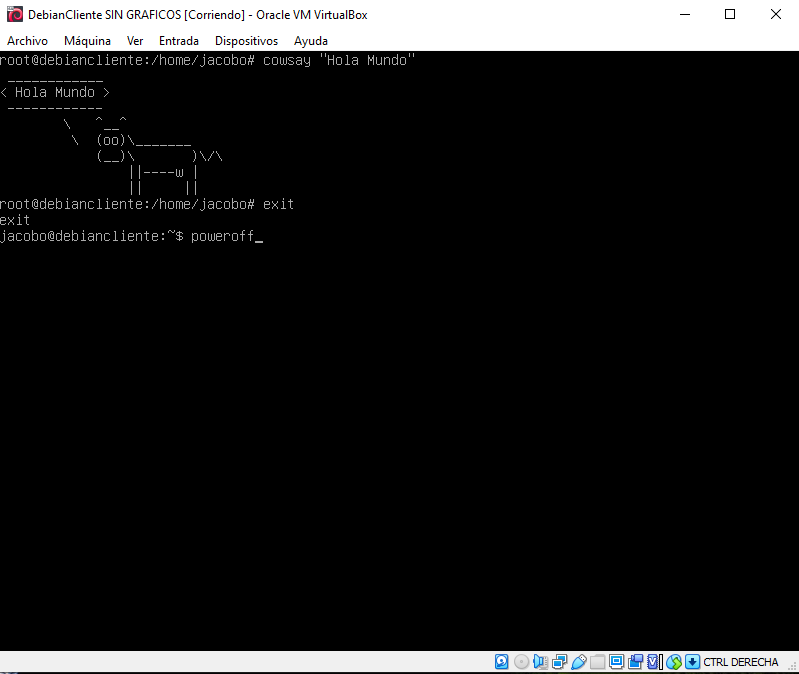 DebianCliente SIN GRAFICOS [Corriendo] - Oracle VM VirtualBox
Archivo Máquina Ver Entrada Dispositivos Ayuda
root@debiancliente:/home/jacobo# cowsay "Hola Mundo"
 ____________
< Hola Mundo >
 ------------
        \   ^__^
         \  (oo)\_______
            (__)\       )\/\
                ||----w |
                ||     ||
root@debiancliente:/home/jacobo# exit
exit
jacobo@debiancliente:~$ poweroff_
CTRL DERECHA